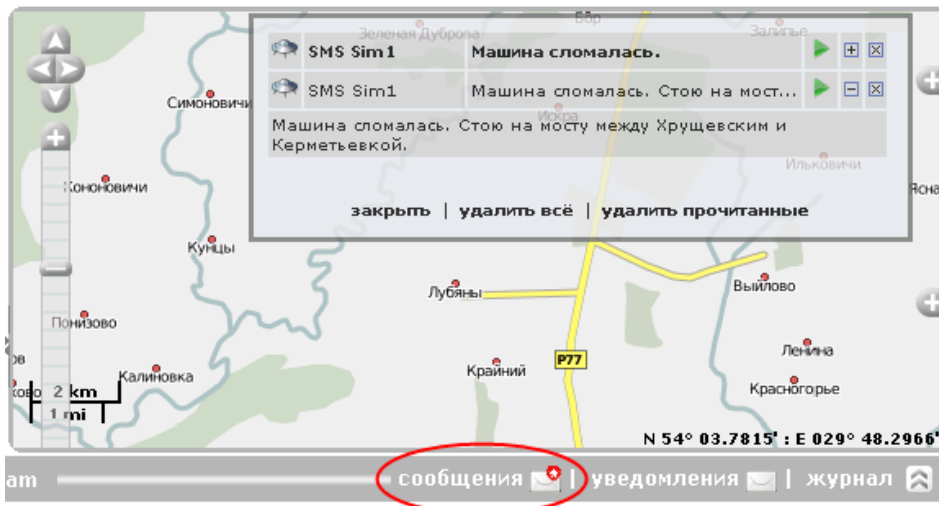 Бор
Зеленая Дуброва
Залипье
SMS Sim1 Машина сломалась.
SMS Sim1 Машина сломалась. Стою на мост...
Симоновичи
Искра
Машина сломалась. Стою на мосту между Хрущевским и
Керметьевкой.
Ильковичи
Кононовичи
Ясна
закрыть | удалить всё | удалить прочитанные
Кунцы
Лубяны
Выйлово
Понизово
Ленина
P77
Крайний
Калиновка
Красногорье
2 km
1 mi
N 54° 03.7815' : E 029° 48.2966'
am сообщения | уведомления | журнал